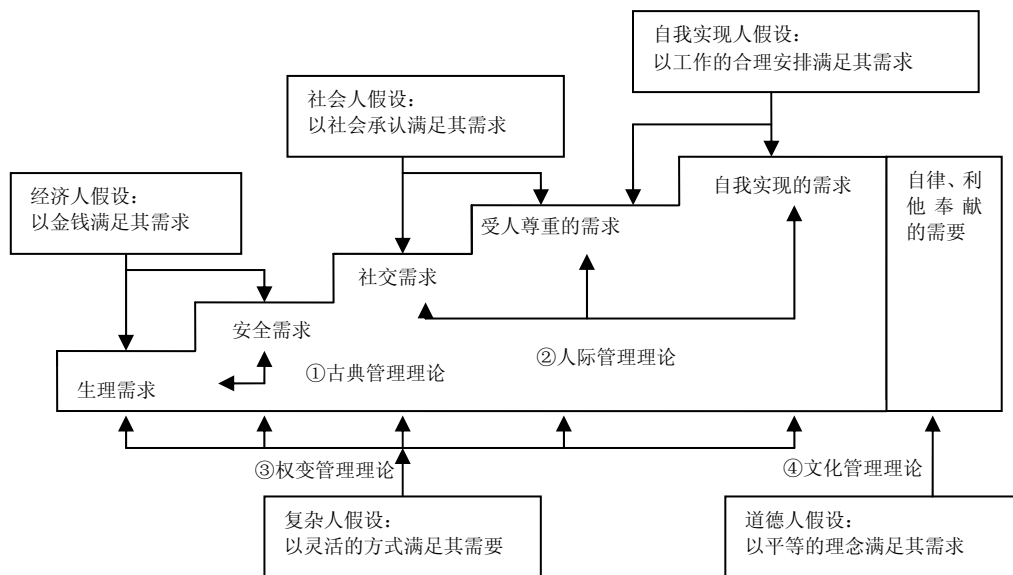 自我实现人假设：
以工作的合理安排满足其需求
社会人假设：
以社会承认满足其需求
经济人假设：
以金钱满足其需求
自我实现的需求
自律、利
他奉献
的需要
受人尊重的需求
社交需求
安全需求
②人际管理理论
①古典管理理论
生理需求
③权变管理理论
④文化管理理论
复杂人假设：
以灵活的方式满足其需要
道德人假设：
以平等的理念满足其需求